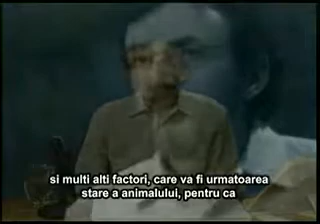 si multi alti factori, care va fi urmatoarea
stare a animalului, pentru ca